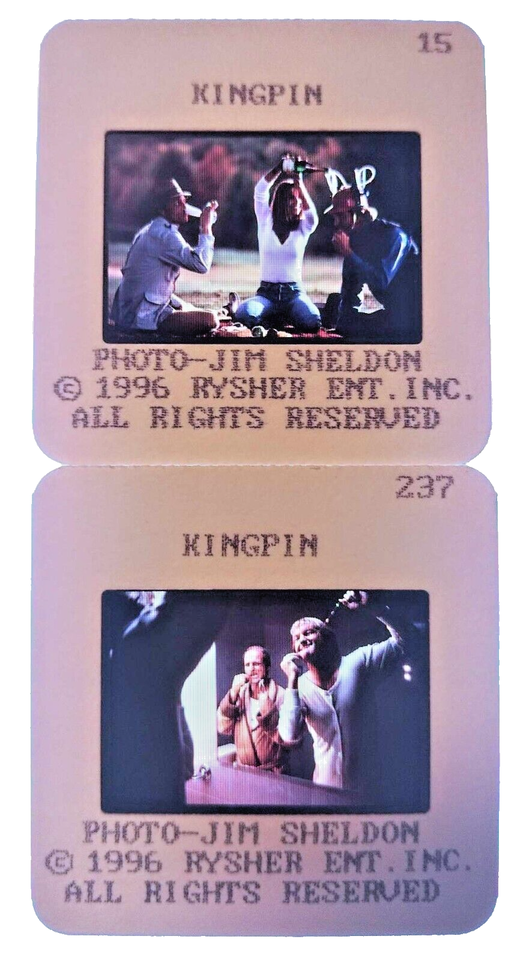 15
KINGPIN
PHOTO-JIM SHELDON
© 1996 RYSHER ENT.INC.
ALL RIGHTS RESERVED
237
KINGPIN
PHOTO-JIM SHELDON
© 1996 RYSHER ENT.INC.
ALL RIGHTS RESERVED